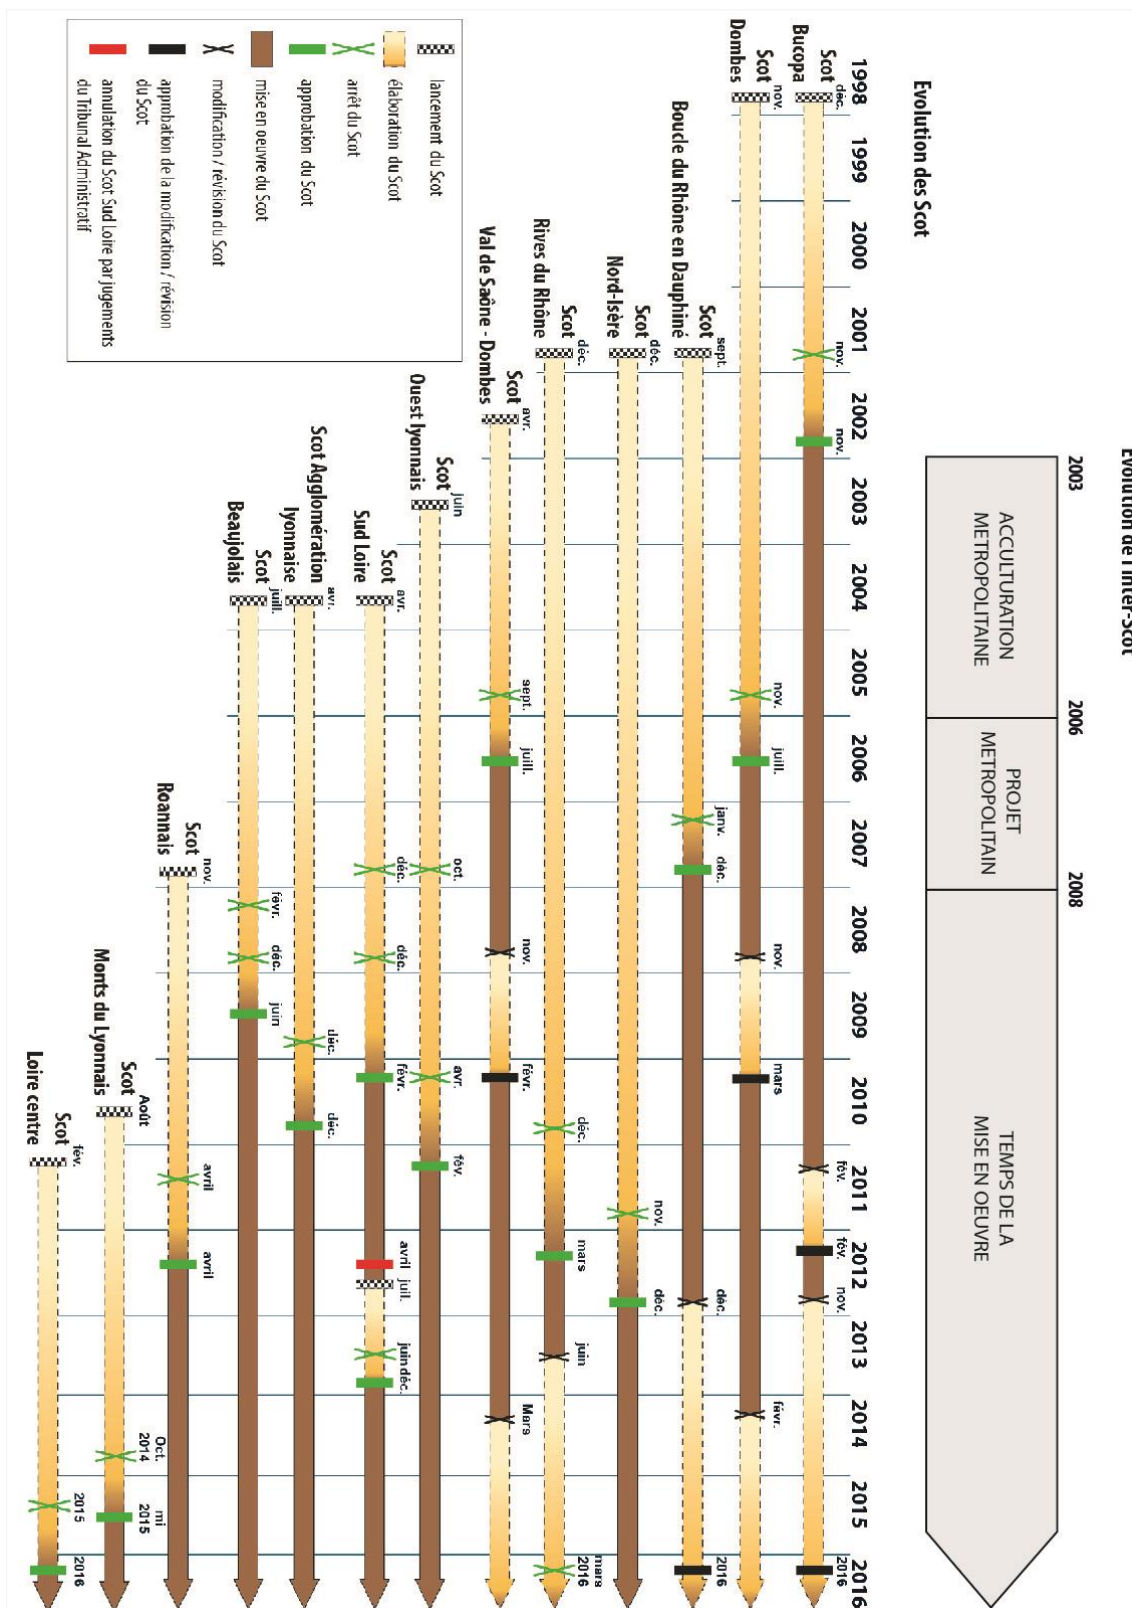 Evolution de l'Inter-Scot
2003
2006
2008
ACCULTURATION
METROPOLITAINE
PROJET
METROPOLITAIN
TEMPS DE LA
MISE EN OEUVRE
Evolution des Scot
1998 1999 2000 2001 2002 2003 2004 2005 2006 2007 2008 2009 2010 2011 2012 2013 2014 2015 2016
Scot
Bucopa
déc. nov. nov. fév. fév. nov. 2016
Scot
Dombes
nov. nov. juill. nov. mars févr.
Scot
Boucle du Rhône en Dauphiné
sept. janv. déc. déc. 2016
Scot
Nord-Isère
déc. nov. déc.
Scot
Rives du Rhône
déc. déc. mars juin mars
2016
Scot
Val de Saône - Dombes
avr. sept. juill. nov. févr. Mars
Scot
Ouest lyonnais
juin oct. avr. fév.
Scot
Sud Loire
avr. déc. déc. févr. avril juil. juin déc.
Scot Agglomération
lyonnaise
avr. déc. déc.
Scot
Beaujolais
juill. févr. déc. juin
Scot
Roannais
nov. avril avril
Scot
Monts du Lyonnais
Août Oct.
2014 mi
2015
Scot
Loire centre
fév. 2015 2016
lancement du Scot
élaboration du Scot
arrêt du Scot
approbation du Scot
mise en oeuvre du Scot
modification / révision du Scot
approbation de la modification / révision
du Scot
annulation du Scot Sud Loire par jugements
du Tribunal Administratif